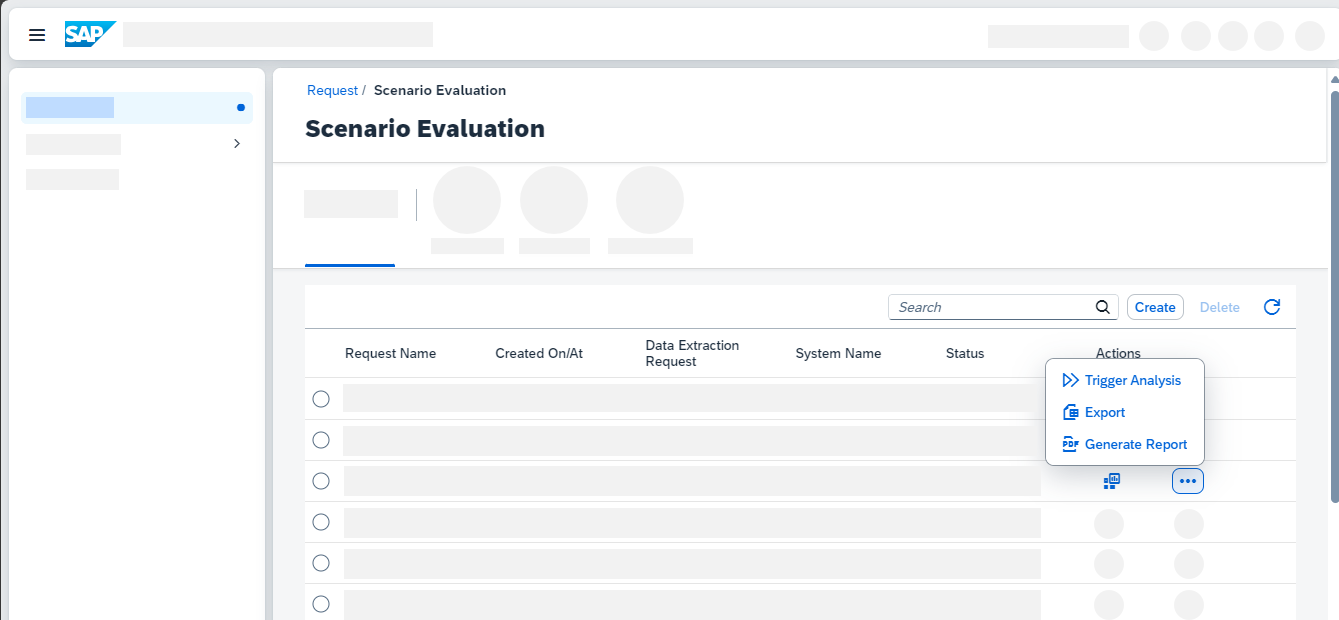 SAP
Request / Scenario Evaluation
Scenario Evaluation
Search
Create
Delete
Request Name
Created On/At
Data Extraction
Request
System Name
Status
Actions
Trigger Analysis
Export
PDF
Generate Report